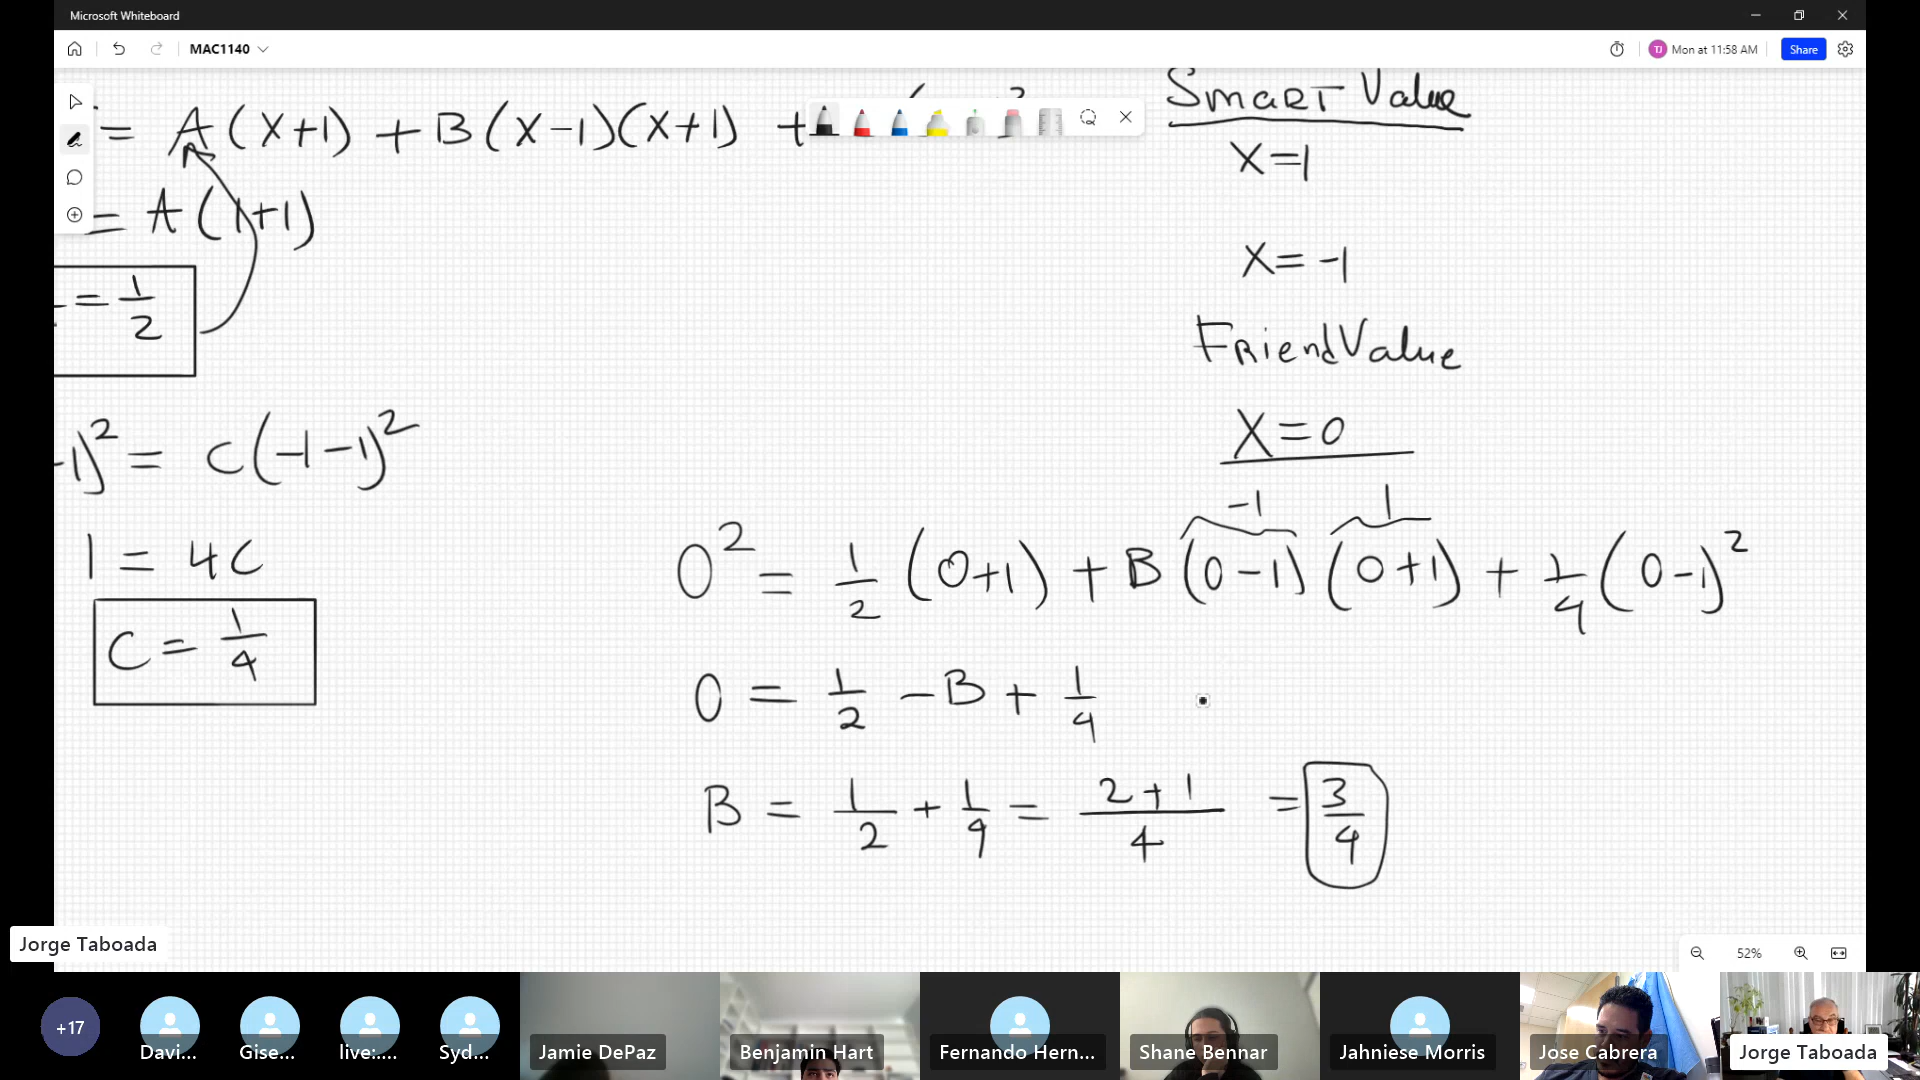 Microsoft Whiteboard
MAC1140
TJ Mon at 11:58 AM Share
= A(x+1) + B(x-1)(x+1) +
Smart Value
x=1
= A(1+1)
x=-1
= 1/2
Friend Value
x=0
-1)² = C(-1-1)²
-1 1
0² = 1/2 (0+1) + B(0-1)(0+1) + 1/4 (0-1)²
1 = 4C
C = 1/4
0 = 1/2 - B + 1/4
B = 1/2 + 1/4 = 2+1/4 = 3/4
Jorge Taboada
52%
+17
Davi...
Gise...
live:....
Syd...
Jamie DePaz
Benjamin Hart
Fernando Hern...
Shane Bennar
Jahniese Morris
Jose Cabrera
Jorge Taboada